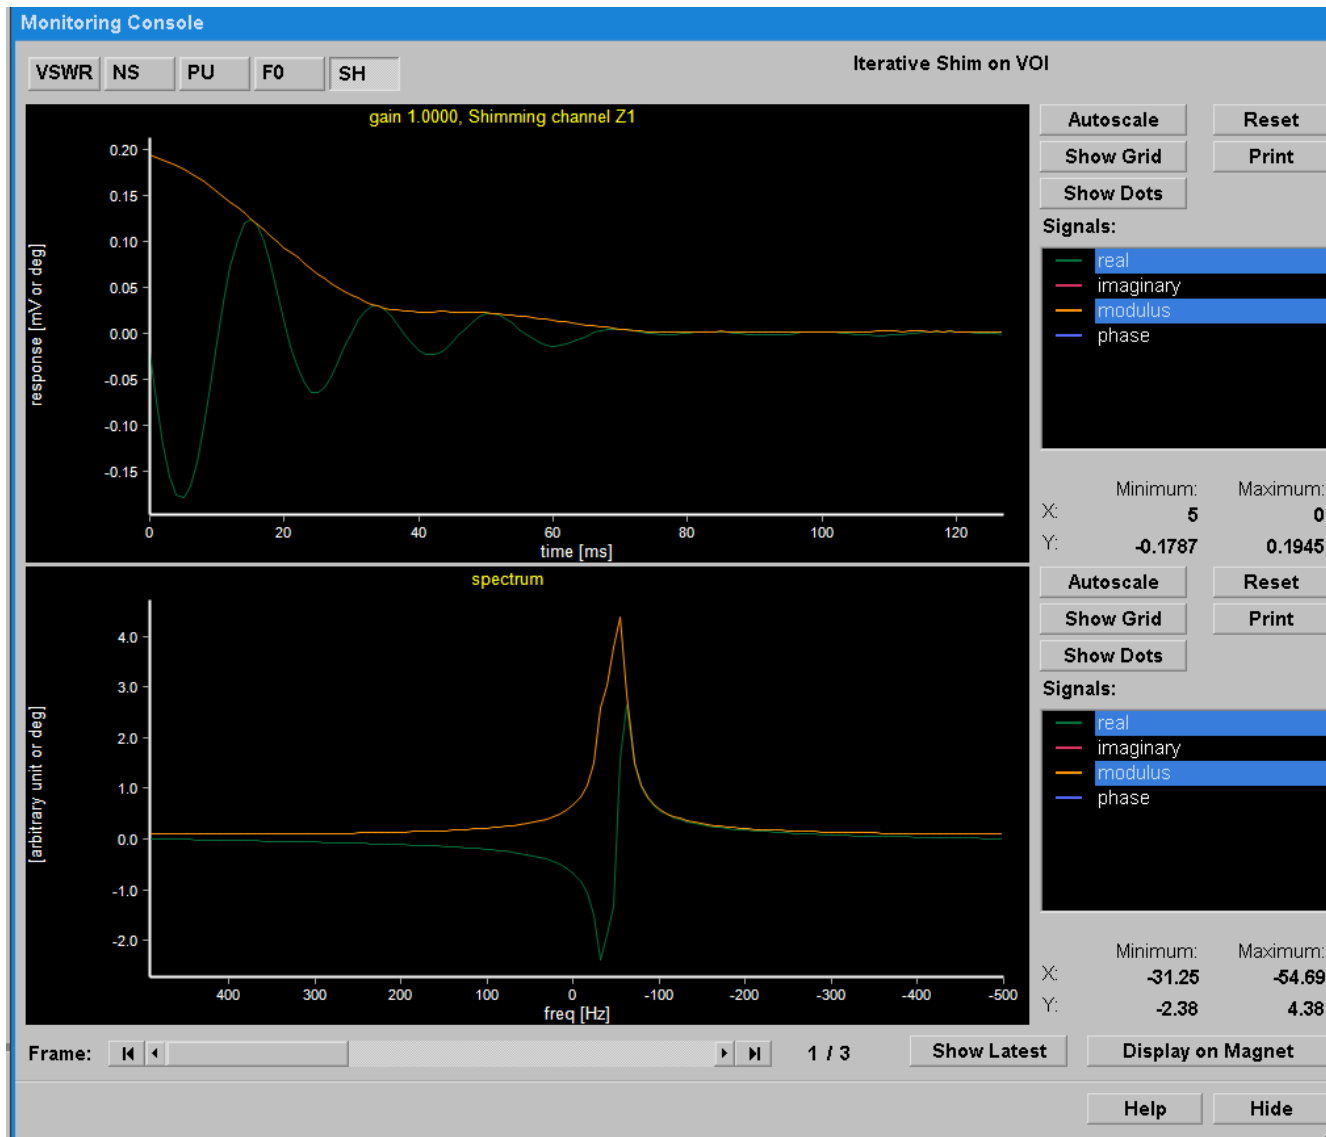 Monitoring Console
VSWR NS PU F0 SH
Iterative Shim on VOI
gain 1.0000, Shimming channel Z1
response [mV or deg]
0.20
0.15
0.10
0.05
0.00
-0.05
-0.10
-0.15
0 20 40 60 80 100 120
time [ms]
Autoscale Reset
Show Grid Print
Show Dots
Signals:
real
imaginary
modulus
phase
Minimum: Maximum:
X: 5 0
Y: -0.1787 0.1945
spectrum
[arbitrary unit or deg]
4.0
3.0
2.0
1.0
0.0
-1.0
-2.0
400 300 200 100 0 -100 -200 -300 -400 -500
freq [Hz]
Autoscale Reset
Show Grid Print
Show Dots
Signals:
real
imaginary
modulus
phase
Minimum: Maximum:
X: -31.25 -54.69
Y: -2.38 4.38
Frame: 1 / 3 Show Latest Display on Magnet
Help Hide